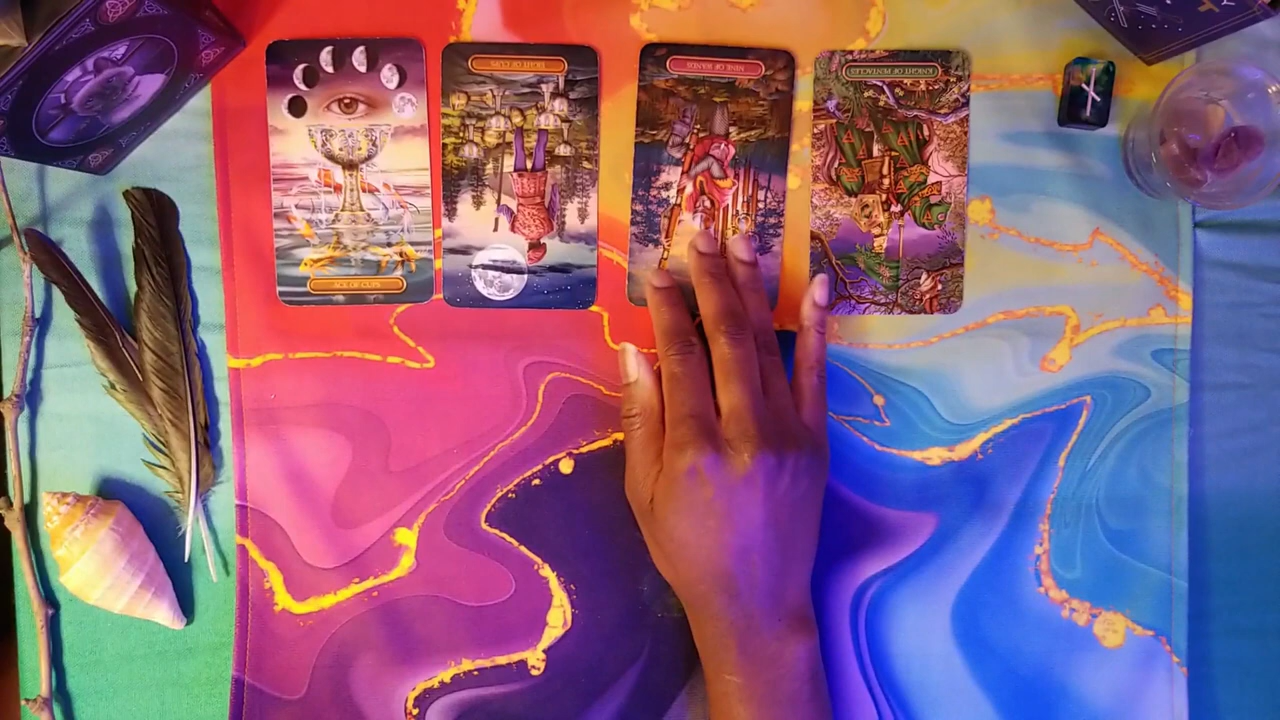 ACE OF CUPS
EIGHT OF CUPS
NINE OF WANDS
KNIGHT OF PENTACLES